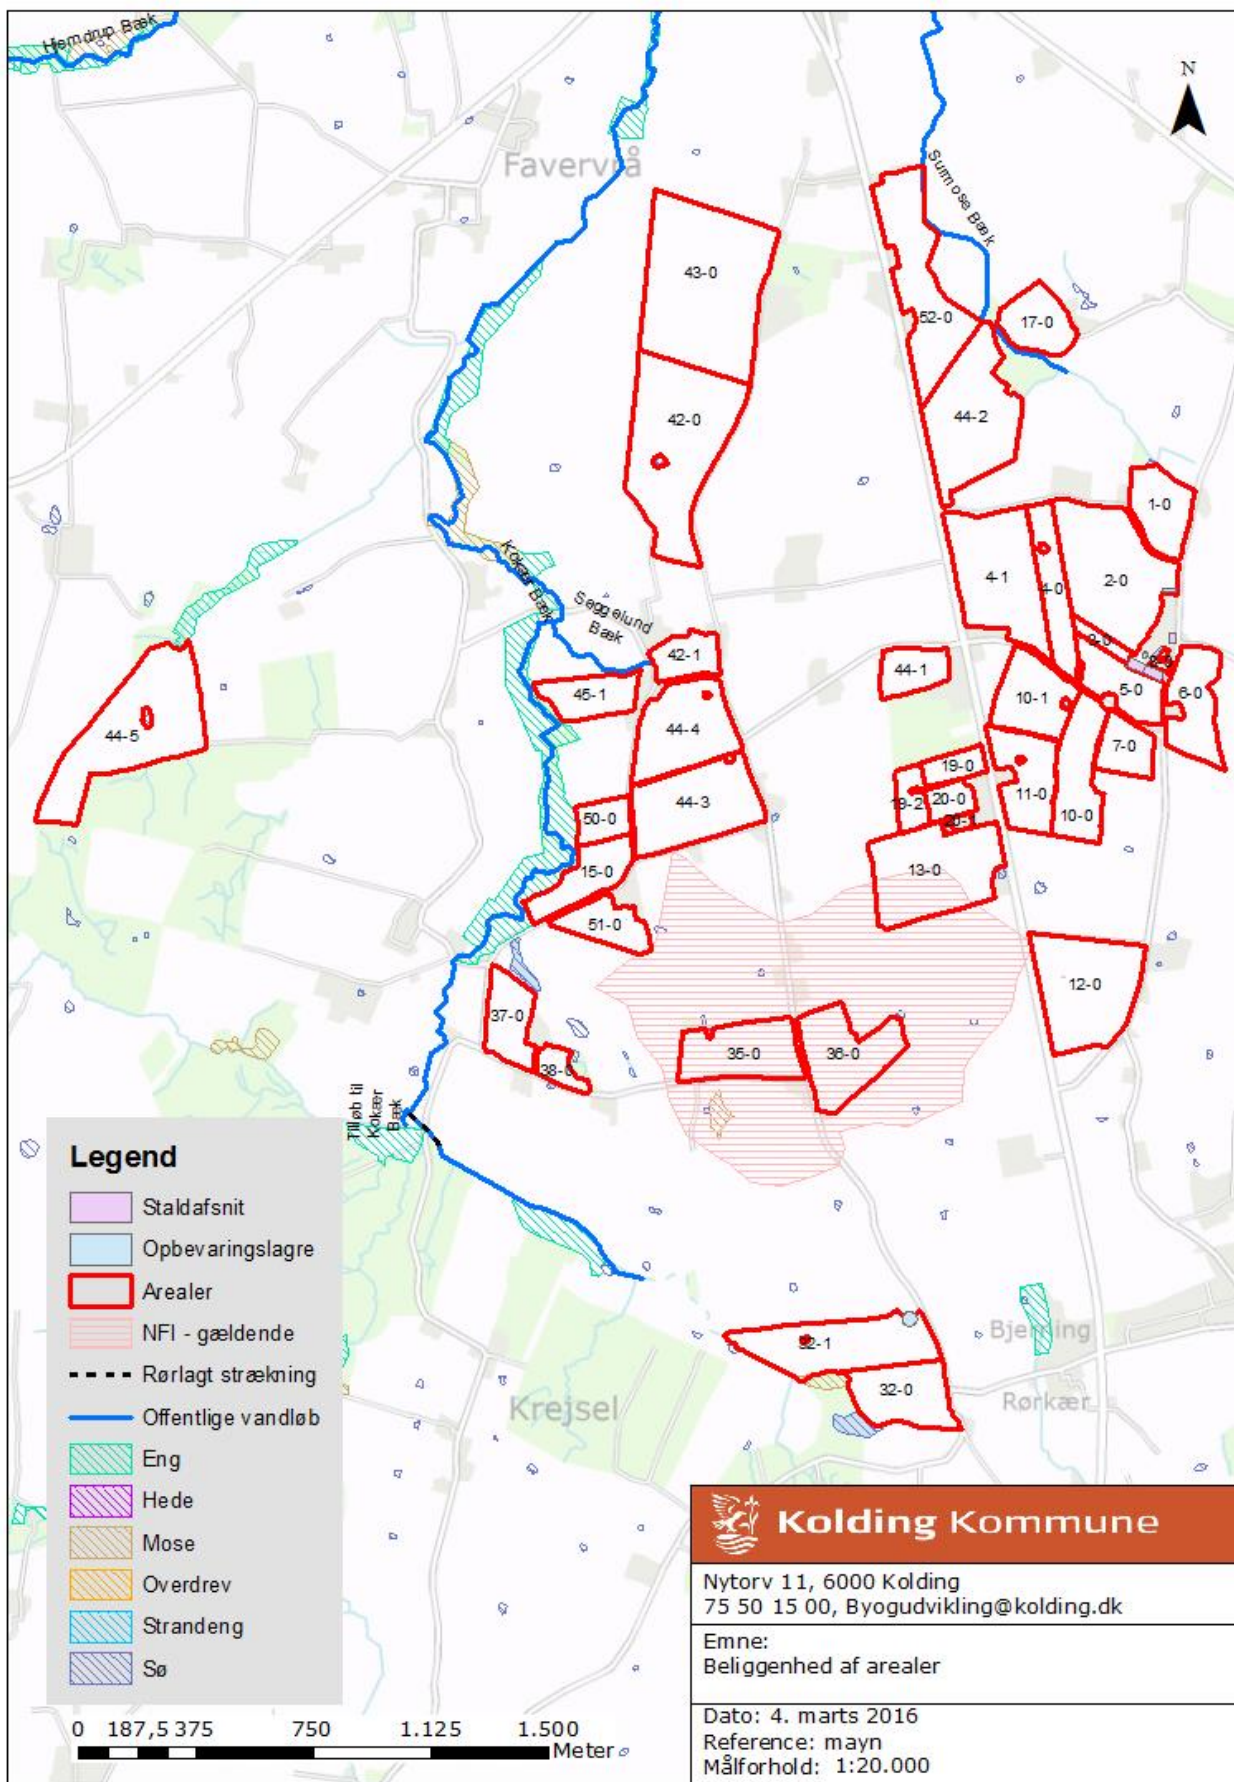 Hjemdrup Bæk
N
Favervrå
Surmose Bæk
43-0
52-0
17-0
42-0
44-2
1-0
4-1
4-0
2-0
Kokær Bæk
Seggelund
Bæk
42-1
44-1
45-1
10-1
5-0
6-0
44-5
44-4
7-0
19-0
44-3
19-2
20-0
11-0
10-0
50-0
20-1
15-0
13-0
51-0
12-0
37-0
35-0
36-0
38-0
Tilløb til
Kokær
Bæk
Legend
Staldafsnit
Opbevaringslagre
Arealer
NFI - gældende
Rørlagt strækning
Offentlige vandløb
Eng
Hede
Mose
Overdrev
Strandeng
Sø
Bjerning
32-1
32-0
Rørkær
Krejsel
0 187,5 375 750 1.125 1.500
Meter
Kolding Kommune
Nytorv 11, 6000 Kolding
75 50 15 00, Byogudvikling@kolding.dk
Emne:
Beliggenhed af arealer
Dato: 4. marts 2016
Reference: mayn
Målforhold: 1:20.000